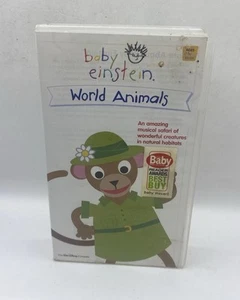 baby
einstein.
World Animals
An amazing
musical safari of
wonderful creatures
in natural habitats
Baby
AWARDS
BEST
BUY